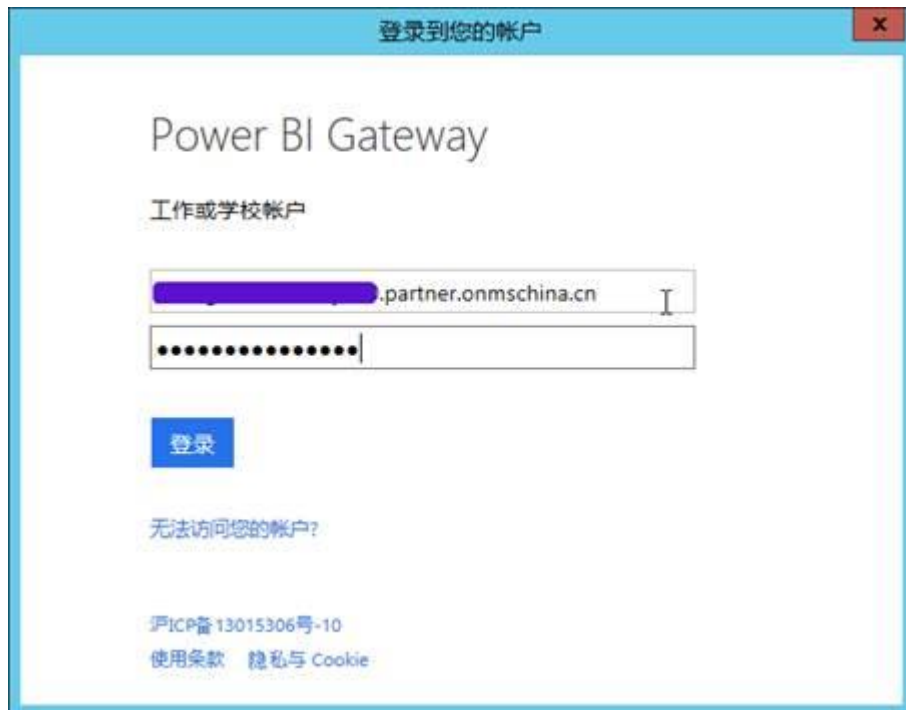 登录到您的帐户
Power BI Gateway
工作或学校帐户
.partner.onmschina.cn
登录
无法访问您的帐户?
沪ICP备13015306号-10
使用条款 隐私与 Cookie